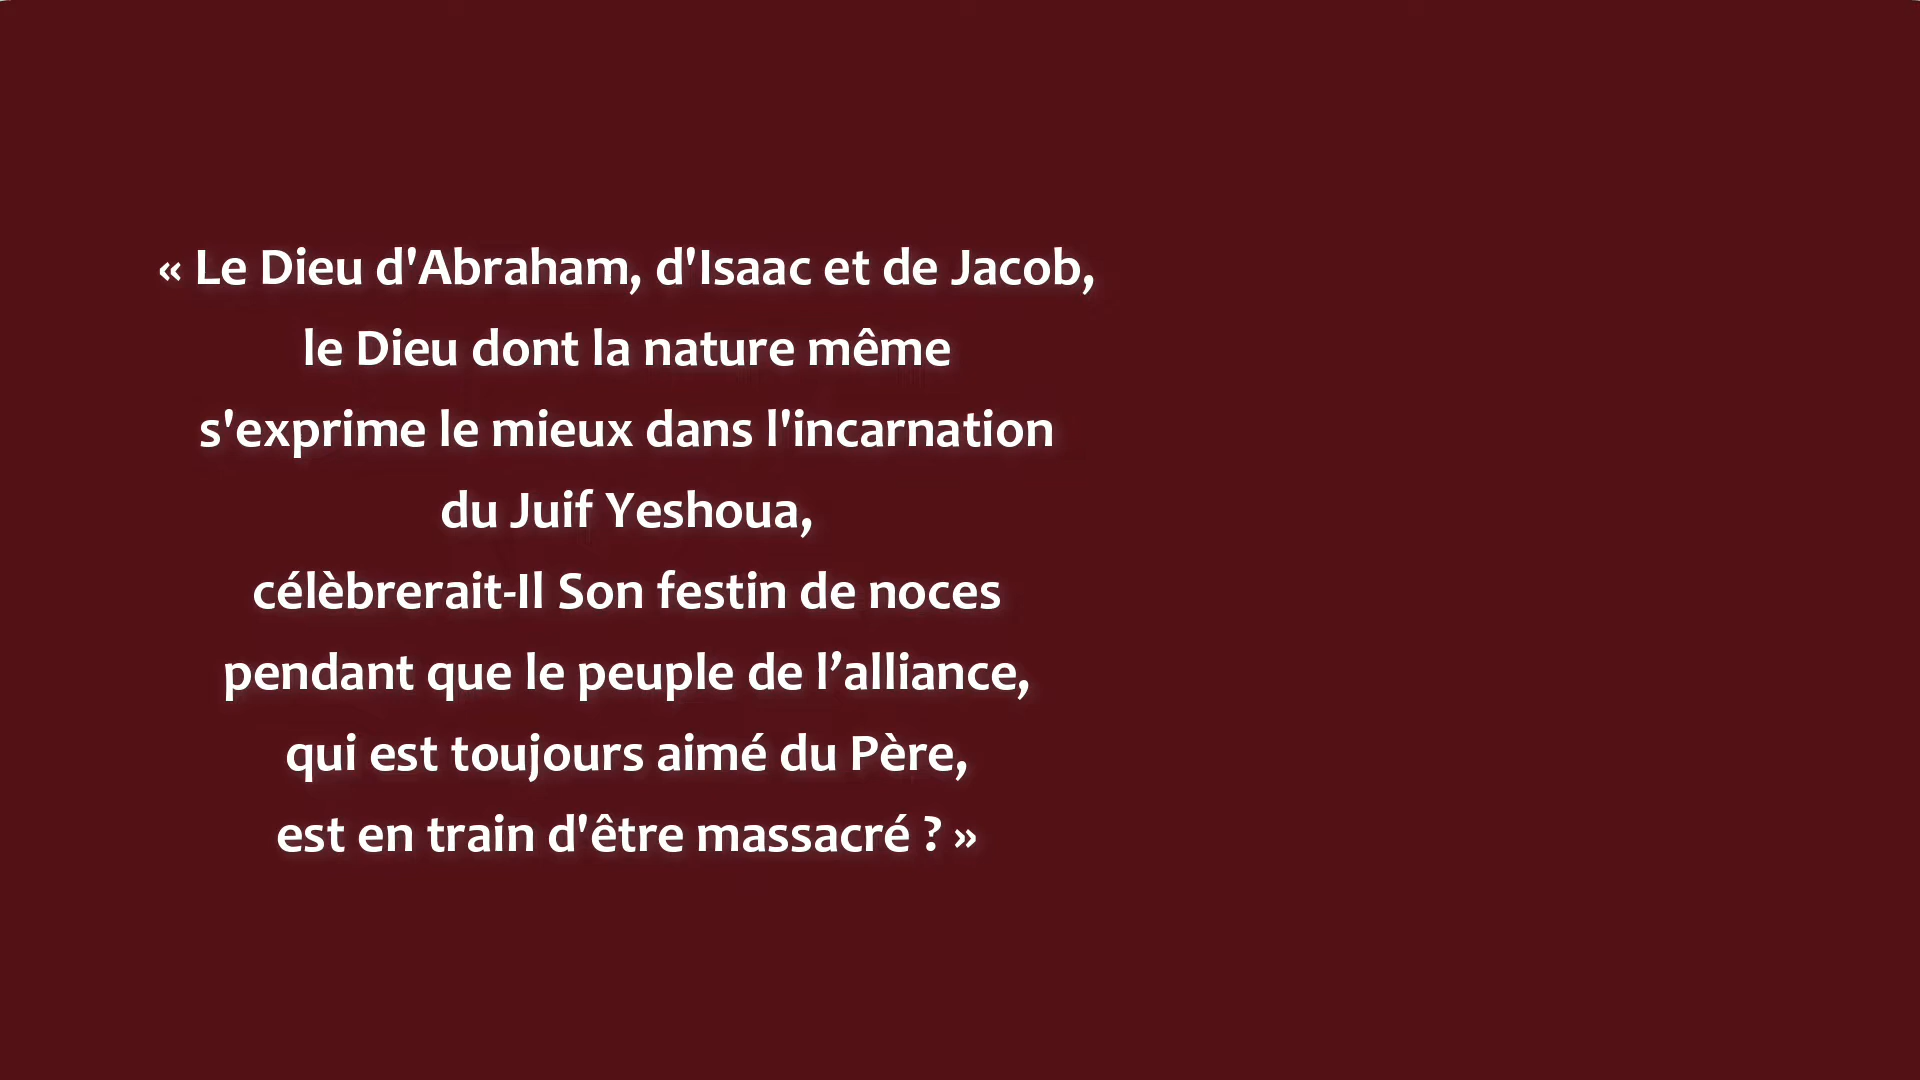 « Le Dieu d'Abraham, d'Isaac et de Jacob,
le Dieu dont la nature même
s'exprime le mieux dans l'incarnation
du Juif Yeshoua,
célèbrerait-Il Son festin de noces
pendant que le peuple de l’alliance,
qui est toujours aimé du Père,
est en train d'être massacré ? »